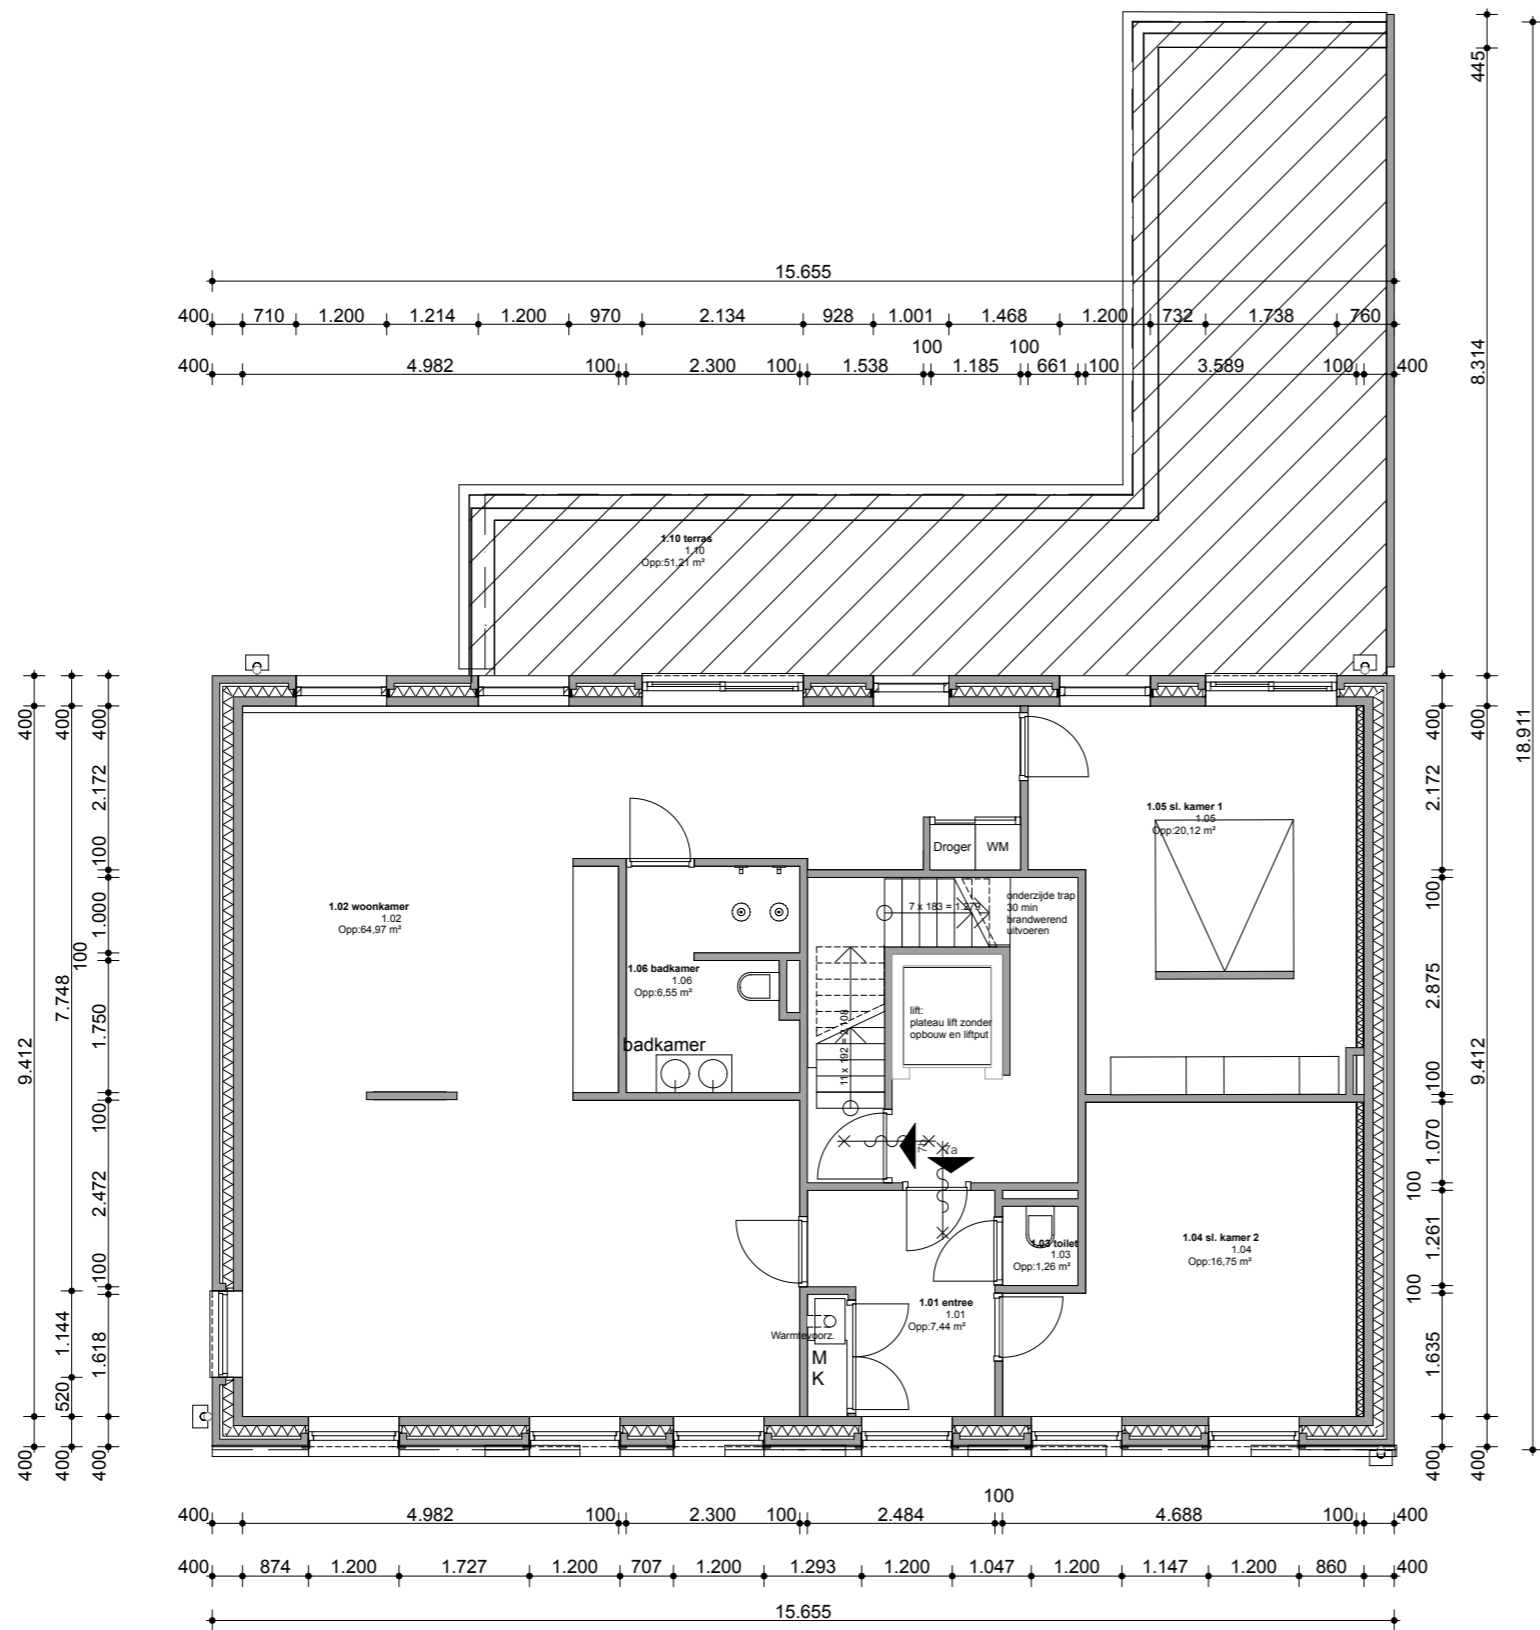 445
8.314
18.911
15.655
400 710 1.200 1.214 1.200 970 2.134 928 1.001 1.468 1.200 732 1.738 760
100 100
400 4.982 100 2.300 100 1.538 1.185 661 100 3.589 100 400
1.10 terras
1.10
Opp:51,21 m²
400 400 400
2.172
100
1.000
100
1.750
7.748
9.412
100
2.472
100
1.144
1.618
520
400 400 400
400 400
2.172
100
2.875
100
9.412
1.070
100
1.261
100
1.635
400 400
1.05 sl. kamer 1
1.05
Opp:20,12 m²
Droger WM
1.02 woonkamer
1.02
Opp:64,97 m²
7 x 183 = 1.279
onderzijde trap
30 min
brandwerend
uitvoeren
1.06 badkamer
1.06
Opp:6,55 m²
badkamer
lift:
plateau lift zonder
opbouw en liftput
11 x 192 = 2.108
7a
1.03 toilet
1.03
Opp:1,26 m²
1.04 sl. kamer 2
1.04
Opp:16,75 m²
1.01 entree
1.01
Opp:7,44 m²
Warmtevoorz.
M
K
100
400 4.982 100 2.300 100 2.484 4.688 100 400
400 874 1.200 1.727 1.200 707 1.200 1.293 1.200 1.047 1.200 1.147 1.200 860 400
15.655